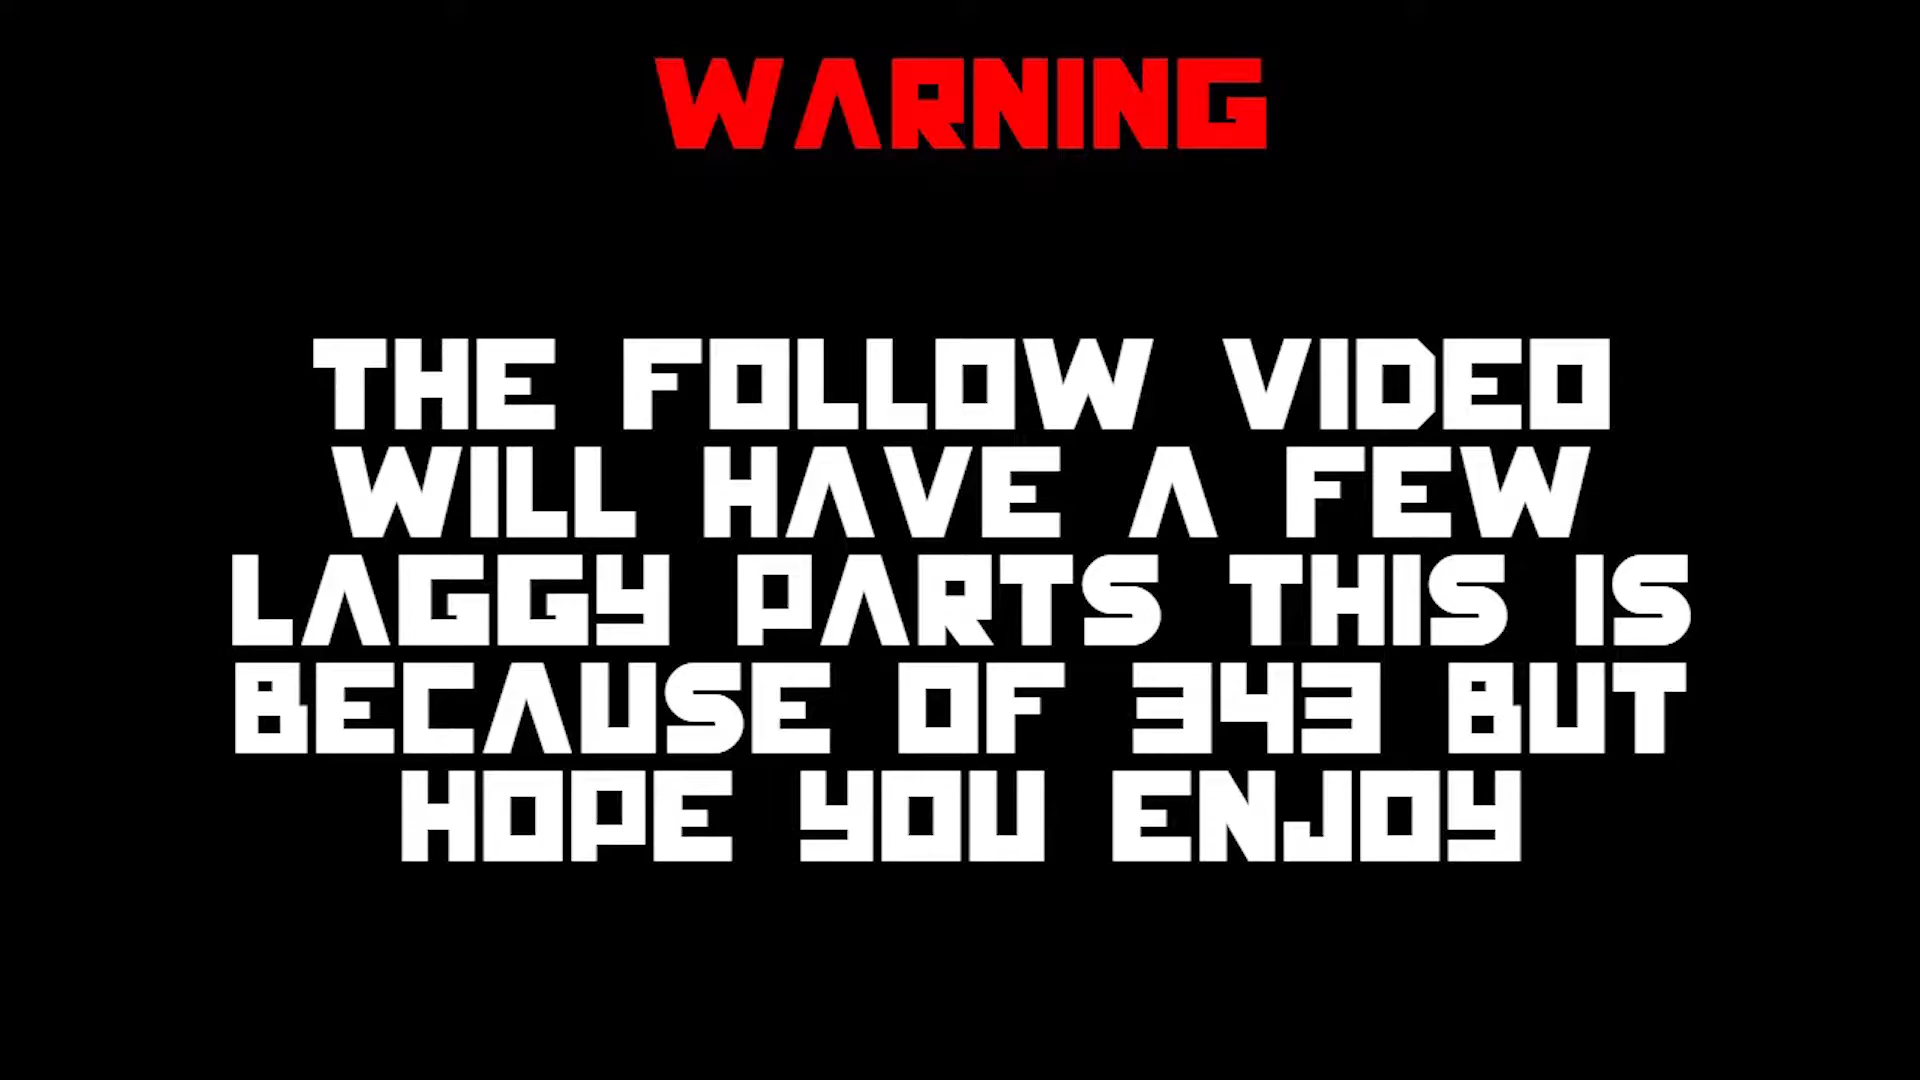 WARNING
THE FOLLOW VIDEO
WILL HAVE A FEW
LAGGY PARTS THIS IS
BECAUSE OF 343 BUT
HOPE YOU ENJOY